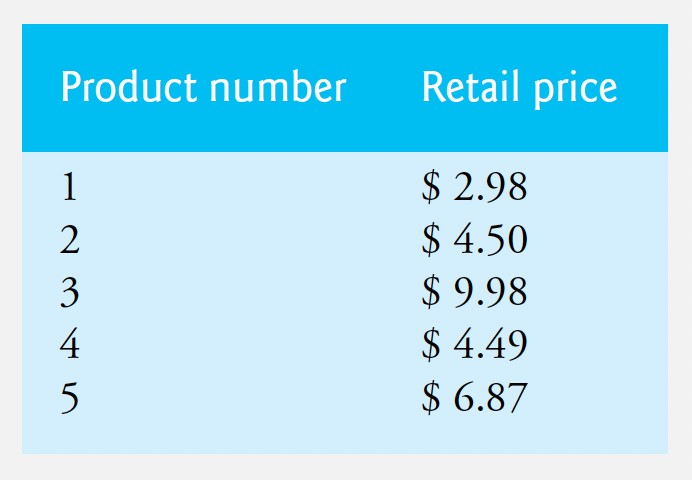 Product number Retail price
1 $ 2.98
2 $ 4.50
3 $ 9.98
4 $ 4.49
5 $ 6.87